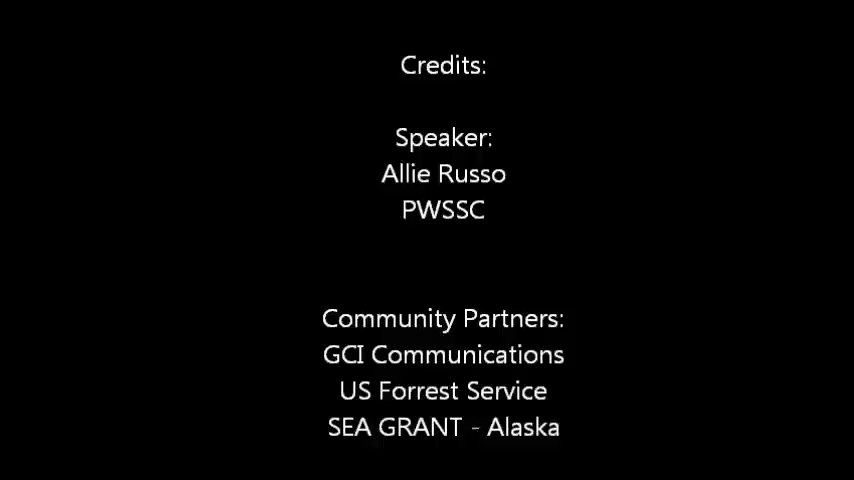 Credits:
Speaker:
Allie Russo
PWSSC
Community Partners:
GCI Communications
US Forrest Service
SEA GRANT - Alaska